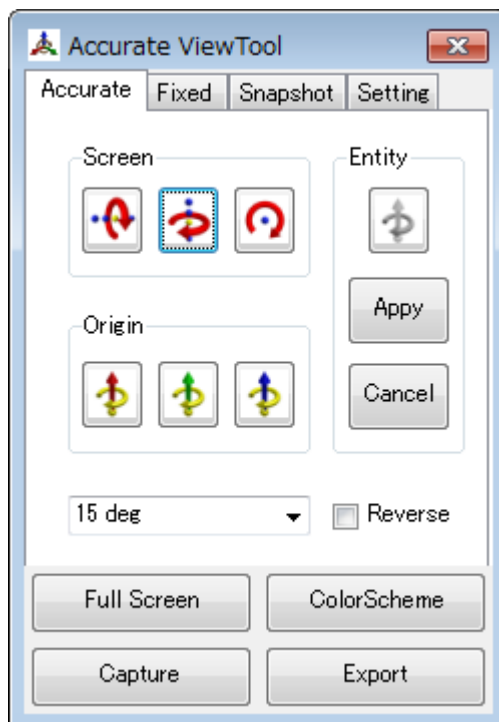 Accurate ViewTool
Accurate Fixed Snapshot Setting
Screen
Entity
Appy
Origin
Cancel
15 deg
Reverse
Full Screen
ColorScheme
Capture
Export